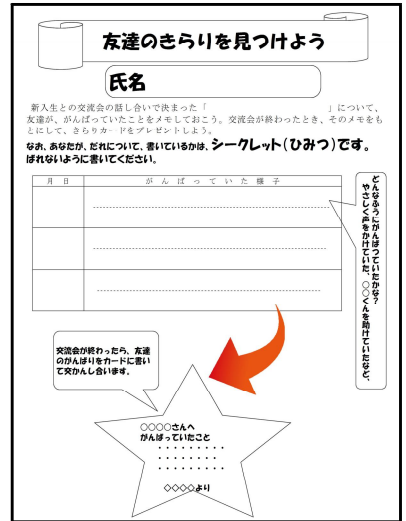 友達のきらりを見つけよう
氏名
新入生との交流会の話し合いで決まった「　　　　　　　　　　」について、
友達が、がんばっていたことをメモしておこう。交流会が終わったとき、そのメモをも
とにして、きらりカードをプレゼントしよう。
なお、あなたが、だれについて、書いているかは、シークレット(ひみつ)です。
ばれないように書いてください。
月 日
がんばっていた様子
どんなふうにがんばっていたかな?
やさしく声をかけていた、○○くんを助けていたなど、
交流会が終わったら、友達
のがんばりをカードに書い
て交かんし合います。
○○○○さんへ
がんばっていたこと
・・・・・・・・・
・・・・・・・・
・・・・・・・・・
◇◇◇◇より